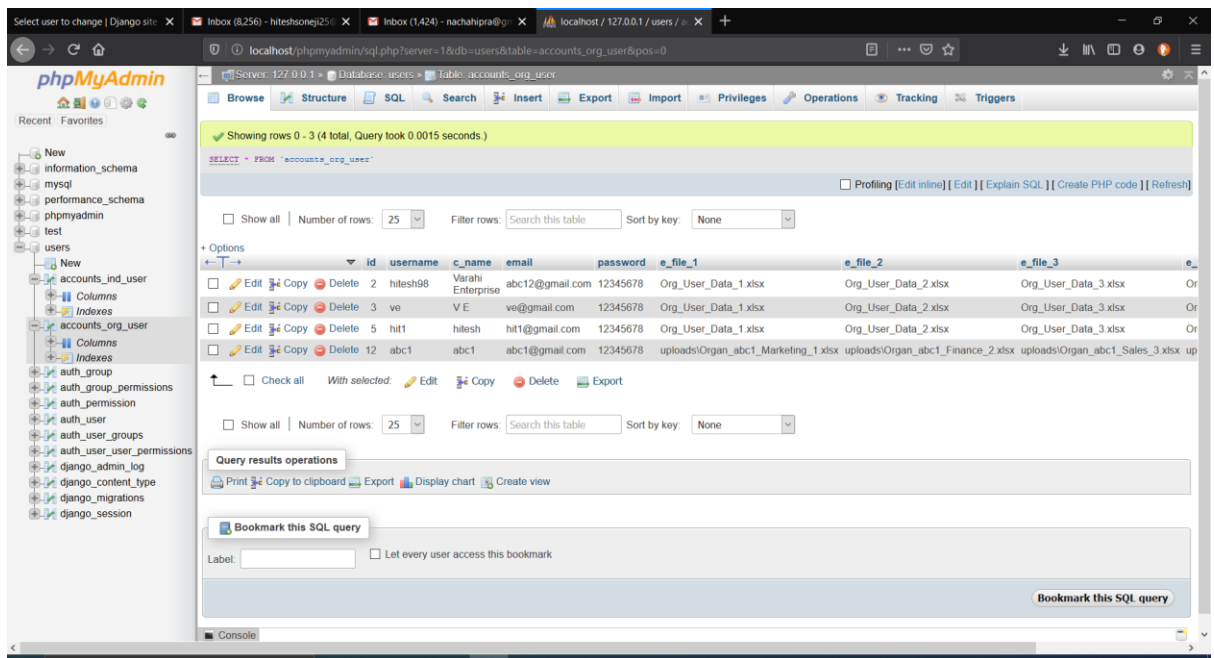 Select user to change | Django site
Inbox (8,256) - hiteshsoneji25@
Inbox (1,424) - nachahipra@gm
localhost / 127.0.0.1 / users / ac
localhost/phpmyadmin/sql.php?server=1&db=users&table=accounts_org_user&pos=0
phpMyAdmin
Recent Favorites
New
information_schema
mysql
performance_schema
phpmyadmin
test
users
New
accounts_ind_user
Columns
Indexes
accounts_org_user
Columns
Indexes
auth_group
auth_group_permissions
auth_permission
auth_user
auth_user_groups
auth_user_user_permissions
django_admin_log
django_content_type
django_migrations
django_session
Server: 127.0.0.1 » Database: users » Table: accounts_org_user
Browse Structure SQL Search Insert Export Import Privileges Operations Tracking Triggers
Showing rows 0 - 3 (4 total, Query took 0.0015 seconds.)
SELECT * FROM `accounts_org_user`
Profiling [Edit inline] [ Edit ] [ Explain SQL ] [ Create PHP code ] [ Refresh]
Show all | Number of rows: 25 Filter rows: Search this table Sort by key: None
+ Options
←T→ id username c_name email password e_file_1 e_file_2 e_file_3 e_
Edit Copy Delete 2 hitesh98 Varahi Enterprise abc12@gmail.com 12345678 Org_User_Data_1.xlsx Org_User_Data_2.xlsx Org_User_Data_3.xlsx Or
Edit Copy Delete 3 ve V E ve@gmail.com 12345678 Org_User_Data_1.xlsx Org_User_Data_2.xlsx Org_User_Data_3.xlsx Or
Edit Copy Delete 5 hit1 hitesh hit1@gmail.com 12345678 Org_User_Data_1.xlsx Org_User_Data_2.xlsx Org_User_Data_3.xlsx Or
Edit Copy Delete 12 abc1 abc1 abc1@gmail.com 12345678 uploads\Organ_abc1_Marketing_1.xlsx uploads\Organ_abc1_Finance_2.xlsx uploads\Organ_abc1_Sales_3.xlsx up
Check all With selected: Edit Copy Delete Export
Show all | Number of rows: 25 Filter rows: Search this table Sort by key: None
Query results operations
Print Copy to clipboard Export Display chart Create view
Bookmark this SQL query
Label: Let every user access this bookmark
Bookmark this SQL query
Console